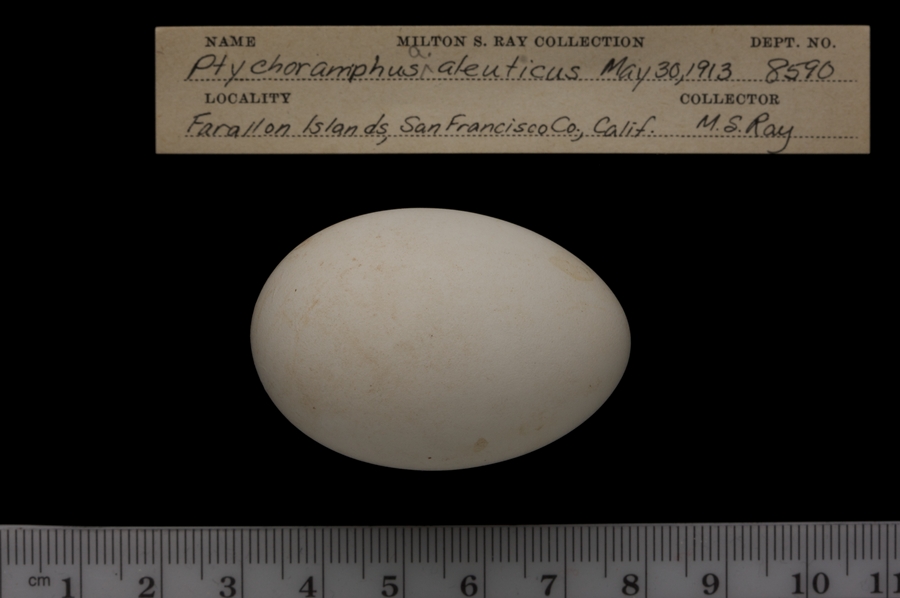 NAME MILTON S. RAY COLLECTION DEPT. NO.
Ptychoramphus a. aleuticus May 30, 1913 8590
LOCALITY COLLECTOR
Farallon Islands, San Francisco Co., Calif. M.S. Ray
cm 1 2 3 4 5 6 7 8 9 10 11